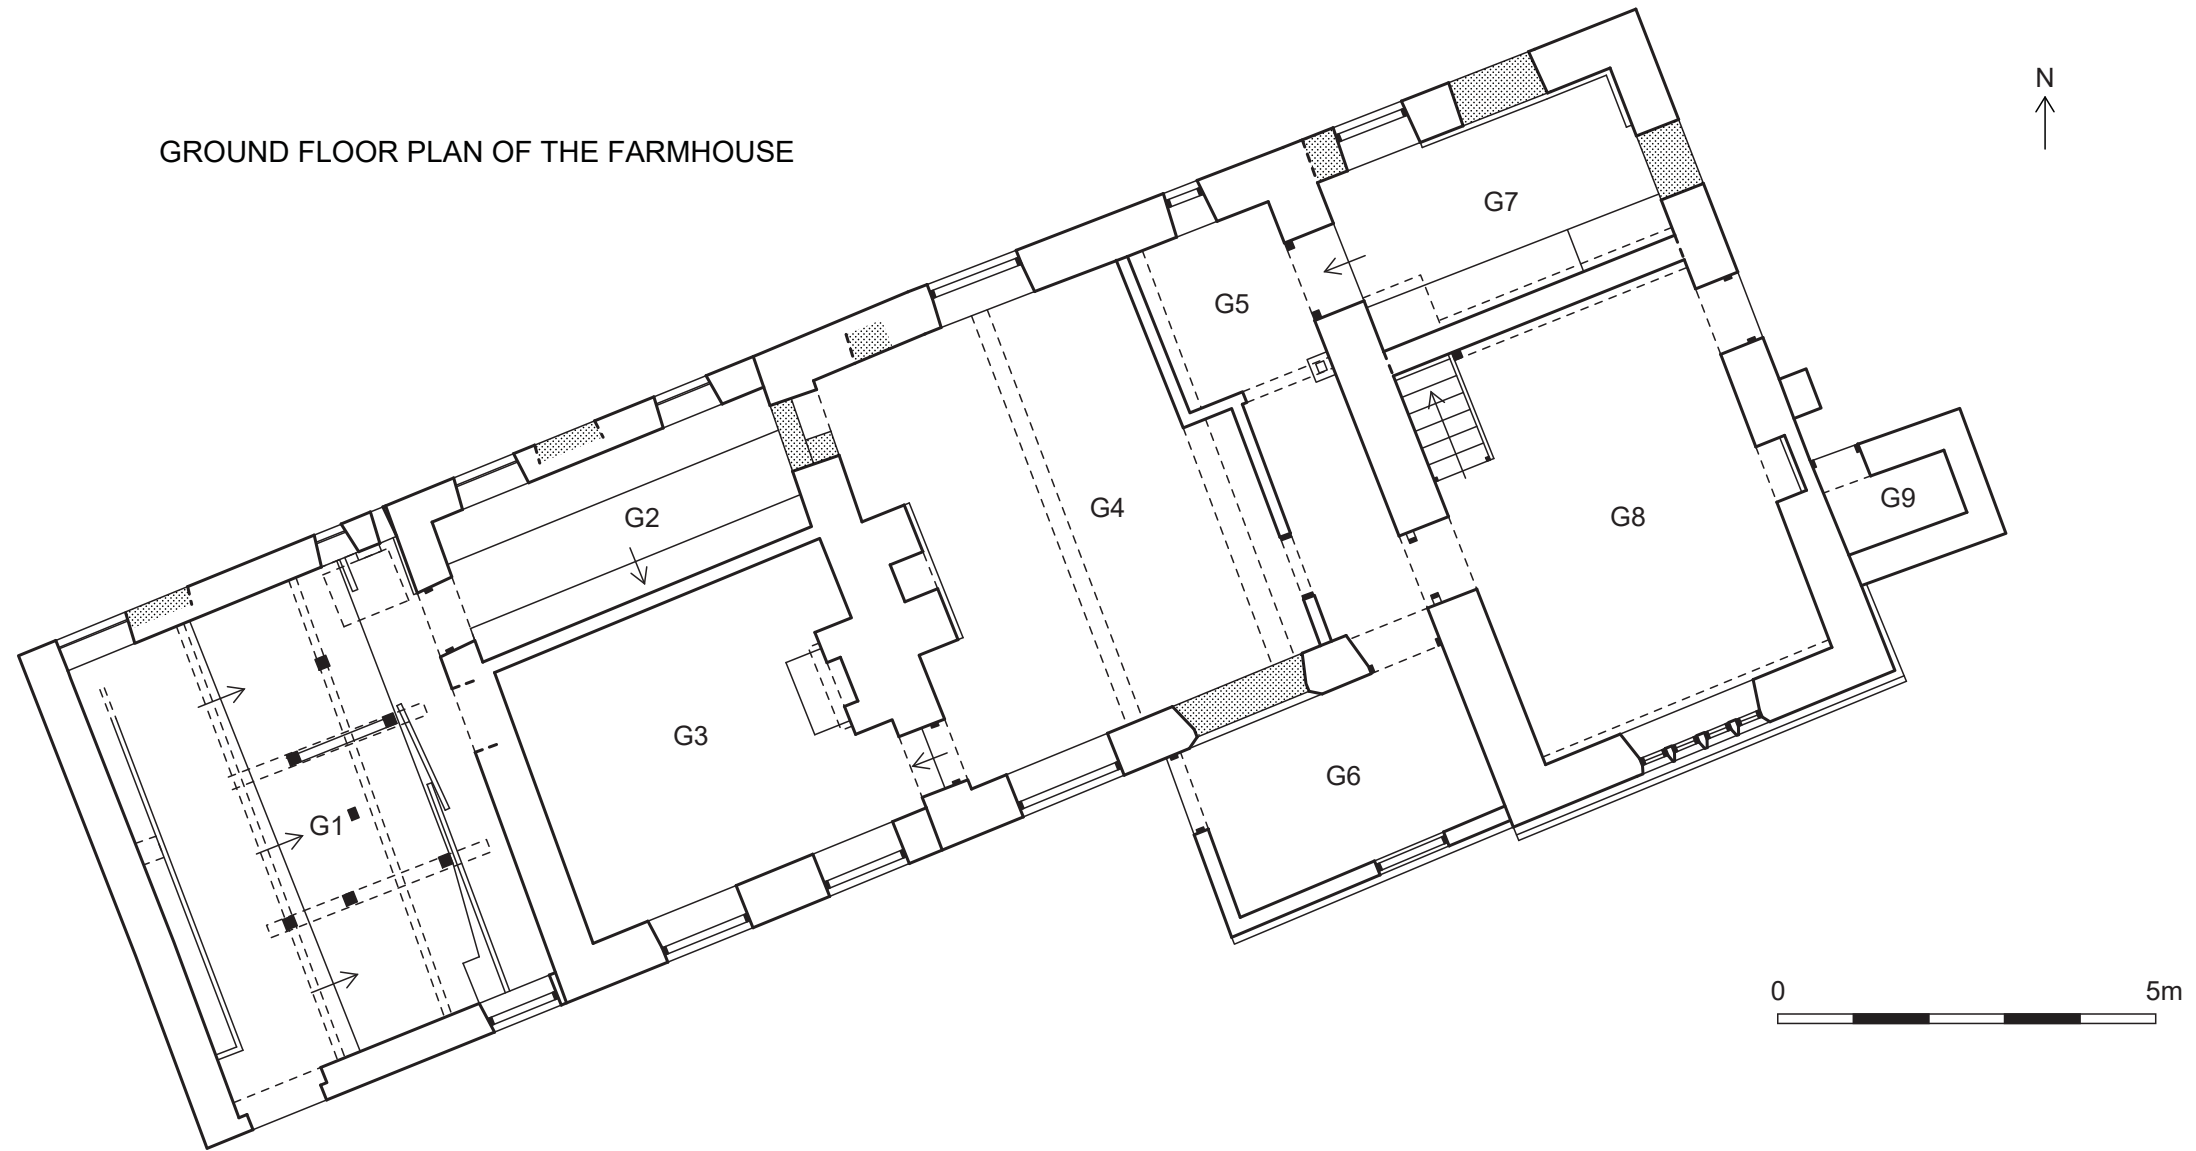 N
GROUND FLOOR PLAN OF THE FARMHOUSE
G7
G5
G2
G4
G8
G9
G3
G6
G1
0 5m